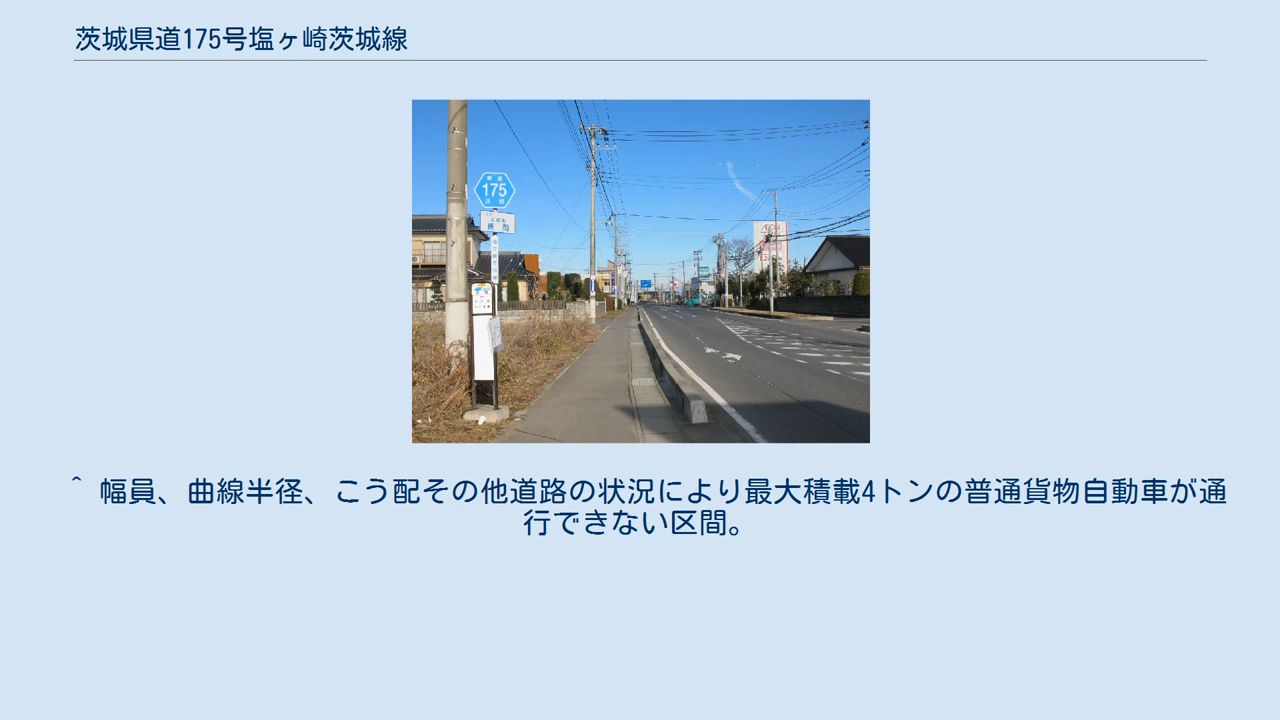 茨城県道175号塩ヶ崎茨城線
175
^ 幅員、曲線半径、こう配その他道路の状況により最大積載4トンの普通貨物自動車が通
行できない区間。